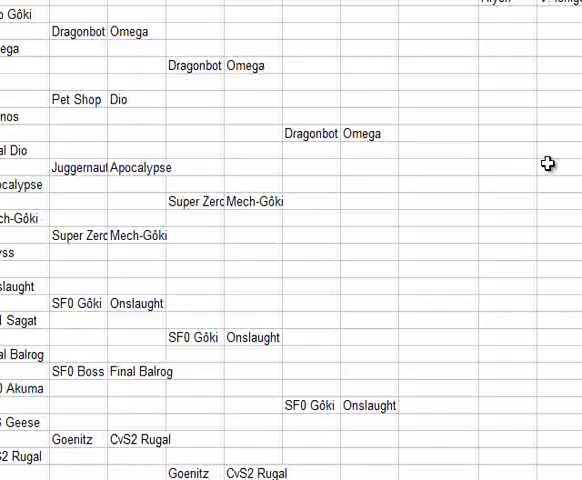 o Gôki
Dragonbot Omega
ega
Dragonbot Omega
Pet Shop Dio
nos
Dragonbot Omega
al Dio
Juggernaut Apocalypse
ocalypse
Super Zero Mech-Gôki
ch-Gôki
Super Zero Mech-Gôki
yss
slaught
SF0 Gôki Onslaught
l Sagat
SF0 Gôki Onslaught
al Balrog
SF0 Boss Final Balrog
0 Akuma
SF0 Gôki Onslaught
S Geese
Goenitz CvS2 Rugal
S2 Rugal
Goenitz CvS2 Rugal